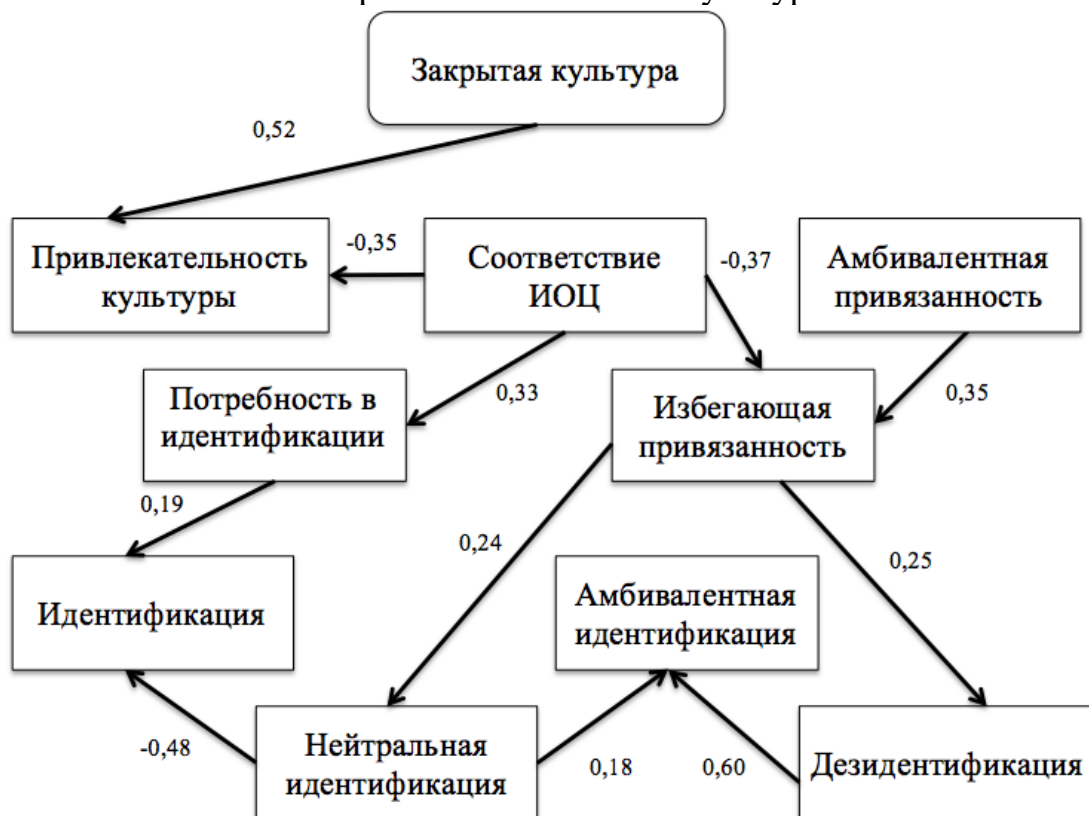 Закрытая культура
0,52
Привлекательность
культуры
-0,35
Соответствие
ИОЦ
-0,37
Амбивалентная
привязанность
Потребность в
идентификации
0,33
Избегающая
привязанность
0,35
0,19
0,24
0,25
Идентификация
Амбивалентная
идентификация
-0,48
Нейтральная
идентификация
0,18
0,60
Дезидентификация